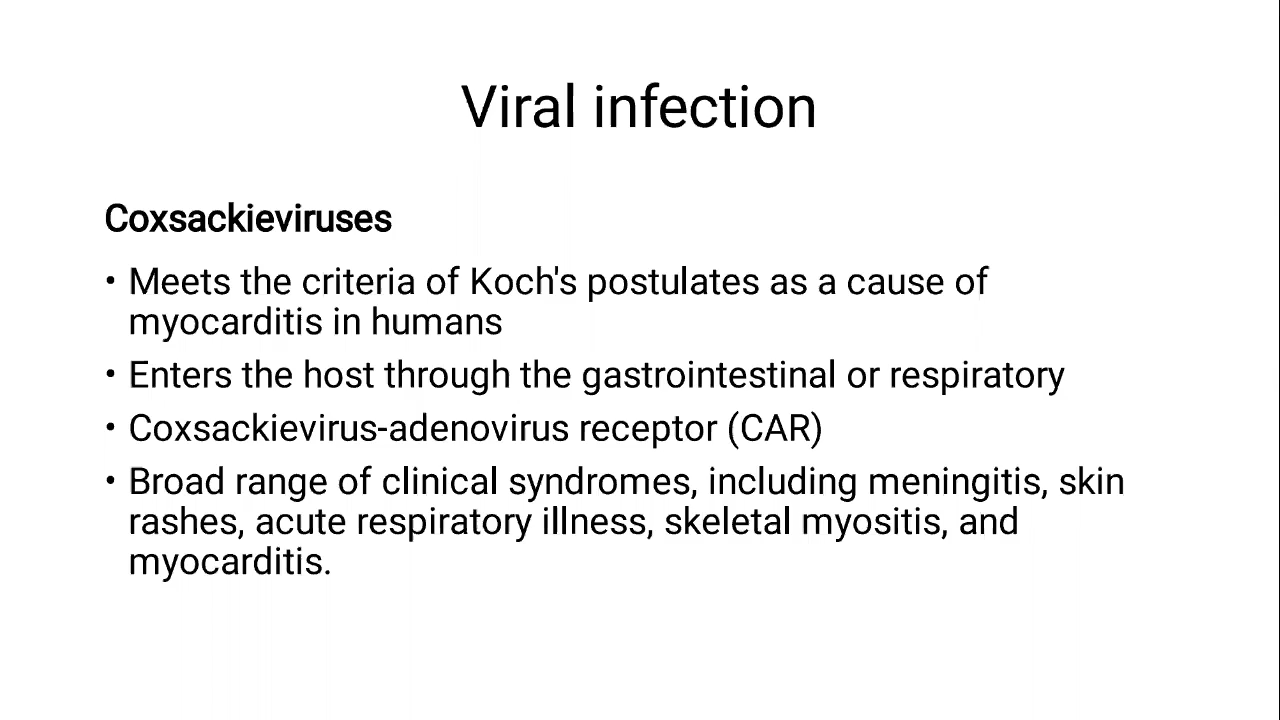 Viral infection
Coxsackieviruses
• Meets the criteria of Koch's postulates as a cause of
myocarditis in humans
• Enters the host through the gastrointestinal or respiratory
• Coxsackievirus-adenovirus receptor (CAR)
• Broad range of clinical syndromes, including meningitis, skin
rashes, acute respiratory illness, skeletal myositis, and
myocarditis.